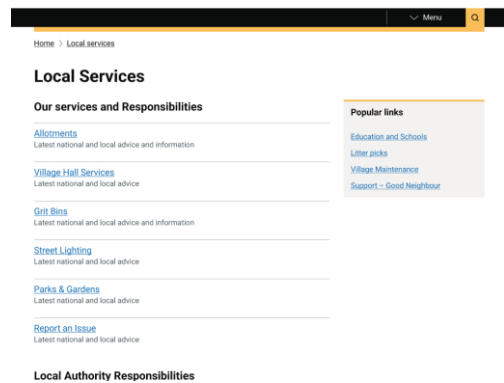 Menu
Home > Local services
Local Services
Our services and Responsibilities
Allotments
Latest national and local advice and information
Village Hall Services
Latest national and local advice
Grit Bins
Latest national and local advice and information
Street Lighting
Latest national and local advice
Parks & Gardens
Latest national and local advice
Report an Issue
Latest national and local advice
Local Authority Responsibilities
Popular links
Education and Schools
Litter picks
Village Maintenance
Support – Good Neighbour